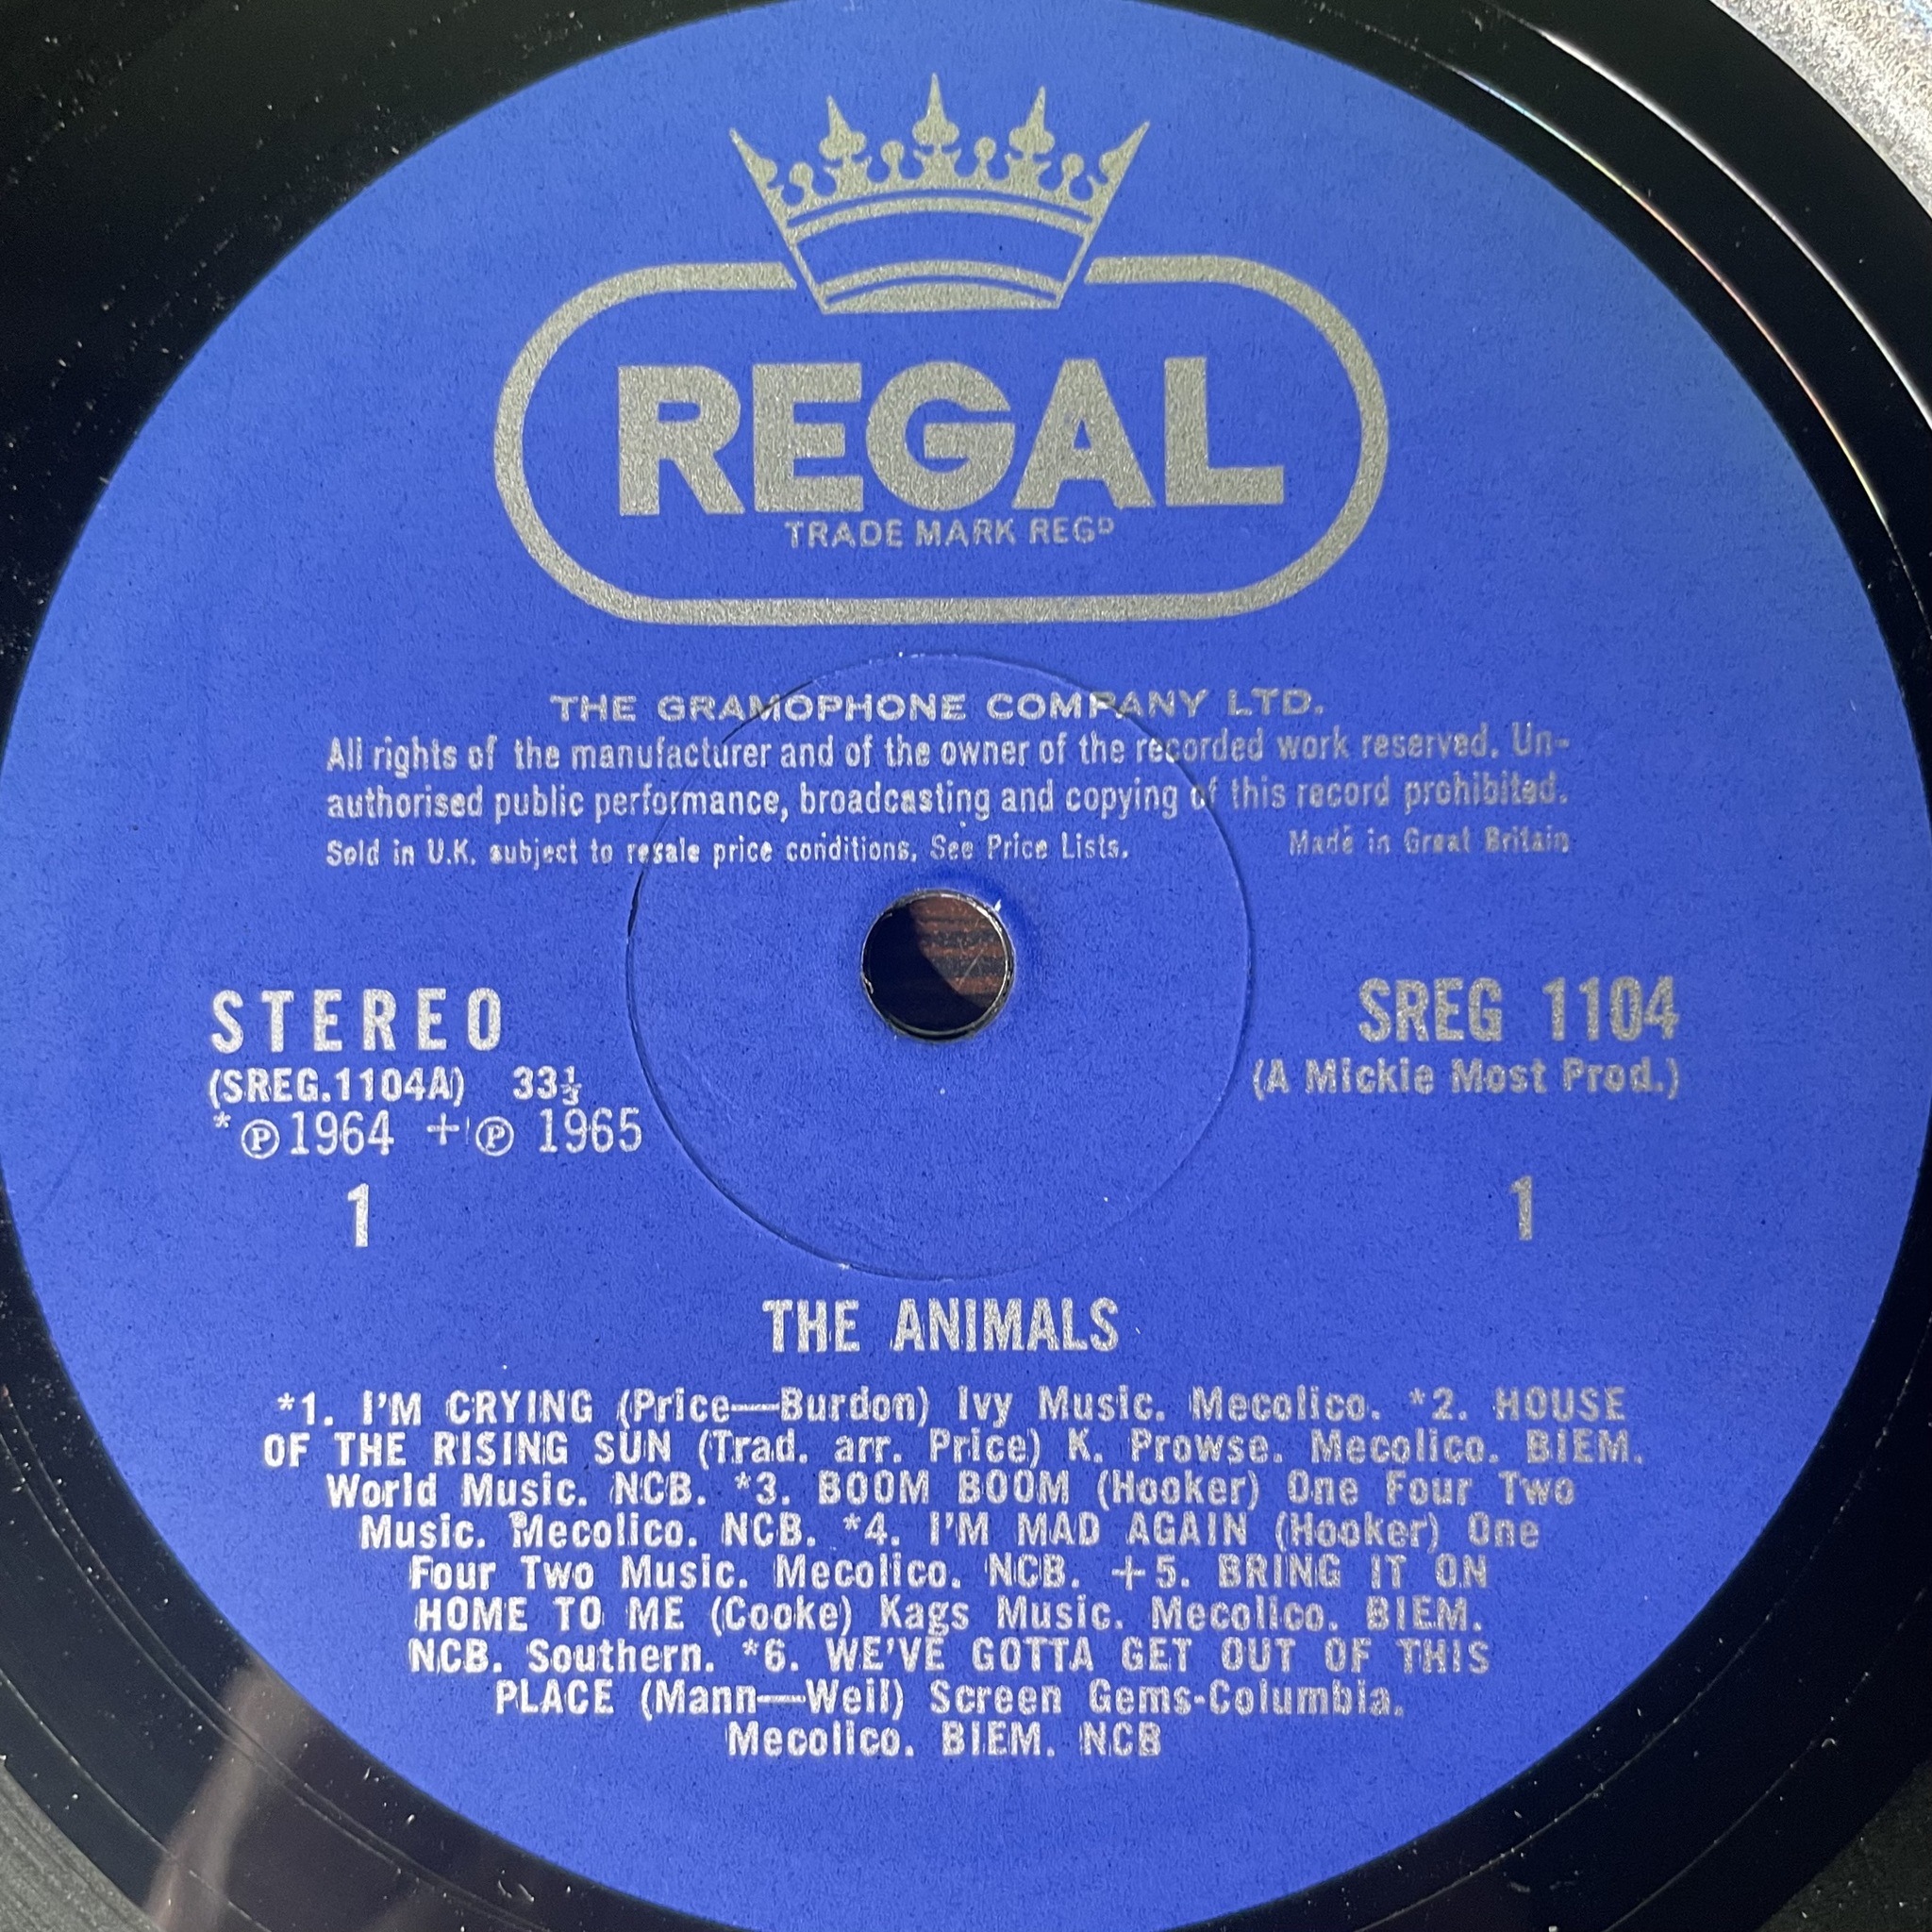 REGAL
TRADE MARK REGD
THE GRAMOPHONE COMPANY LTD.
All rights of the manufacturer and of the owner of the recorded work reserved. Un-
authorised public performance, broadcasting and copying of this record prohibited.
Sold in U.K. subject to resale price conditions. See Price Lists. Made in Great Britain
STEREO SREG 1104
(SREG.1104A) 33⅓ (A Mickie Most Prod.)
*℗1964 +℗ 1965
1 1
THE ANIMALS
*1. I'M CRYING (Price—Burdon) Ivy Music. Mecolico. *2. HOUSE
OF THE RISING SUN (Trad. arr. Price) K. Prowse. Mecolico. BIEM.
World Music. NCB. *3. BOOM BOOM (Hooker) One Four Two
Music. Mecolico. NCB. *4. I'M MAD AGAIN (Hooker) One
Four Two Music. Mecolico. NCB. +5. BRING IT ON
HOME TO ME (Cooke) Kags Music. Mecolico. BIEM.
NCB. Southern. *6. WE'VE GOTTA GET OUT OF THIS
PLACE (Mann—Weil) Screen Gems-Columbia.
Mecolico. BIEM. NCB